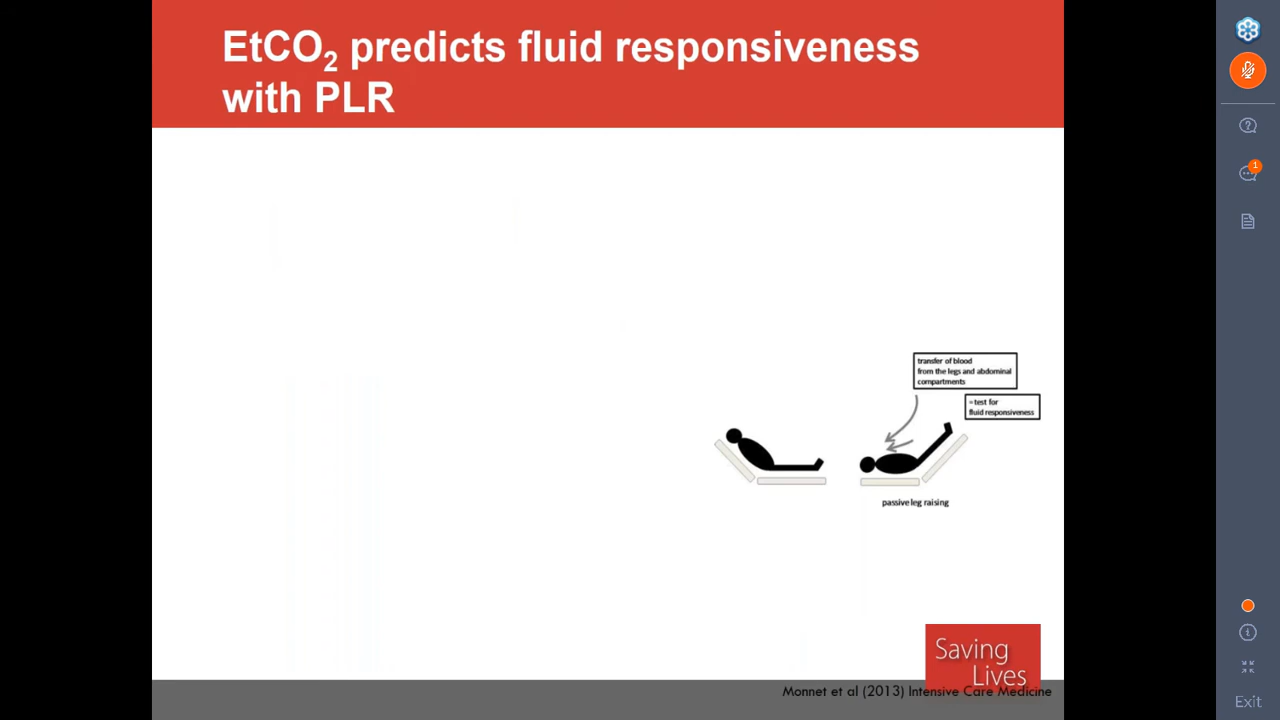 EtCO₂ predicts fluid responsiveness
with PLR
transfer of blood
from the legs and abdominal
compartments
=test for
fluid responsiveness
passive leg raising
Saving
Lives
Monnet et al (2013) Intensive Care Medicine
1
Exit